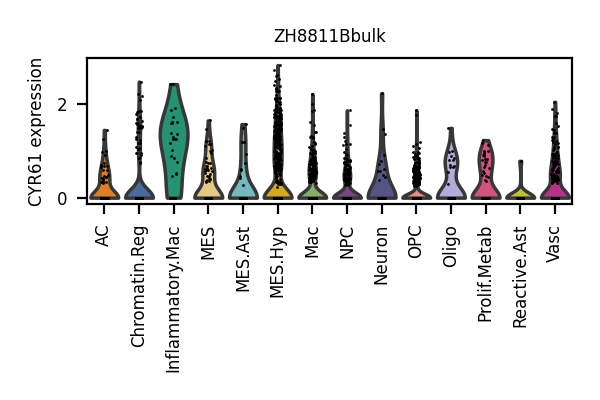 ZH8811Bbulk
CYR61 expression
2
0
AC
Chromatin.Reg
Inflammatory.Mac
MES
MES.Ast
MES.Hyp
Mac
NPC
Neuron
OPC
Oligo
Prolif.Metab
Reactive.Ast
Vasc